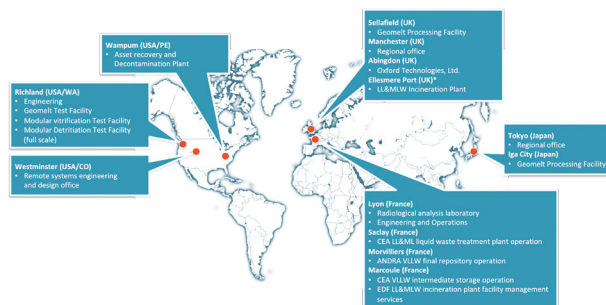 Sellafield (UK)
• Geomelt Processing Facility
Manchester (UK)
• Regional office
Abingdon (UK)
• Oxford Technologies, Ltd.
Ellesmere Port (UK)*
• LL&MLW Incineration Plant
Wampum (USA/PE)
• Asset recovery and
Decontamination Plant
Richland (USA/WA)
• Engineering
• Geomelt Test Facility
• Modular vitrification Test Facility
• Modular Detritiation Test Facility
(full scale)
Westminster (USA/CO)
• Remote systems engineering
and design office
Tokyo (Japan)
• Regional office
Iga City (Japan)
• Geomelt Processing Facility
Lyon (France)
• Radiological analysis laboratory
• Engineering and Operations
Saclay (France)
• CEA LL&ML liquid waste treatment plant operation
Morvilliers (France)
• ANDRA VLLW final repository operation
Marcoule (France)
• CEA VLLW intermediate storage operation
• EDF LL&MLW incineration plant facility management
services